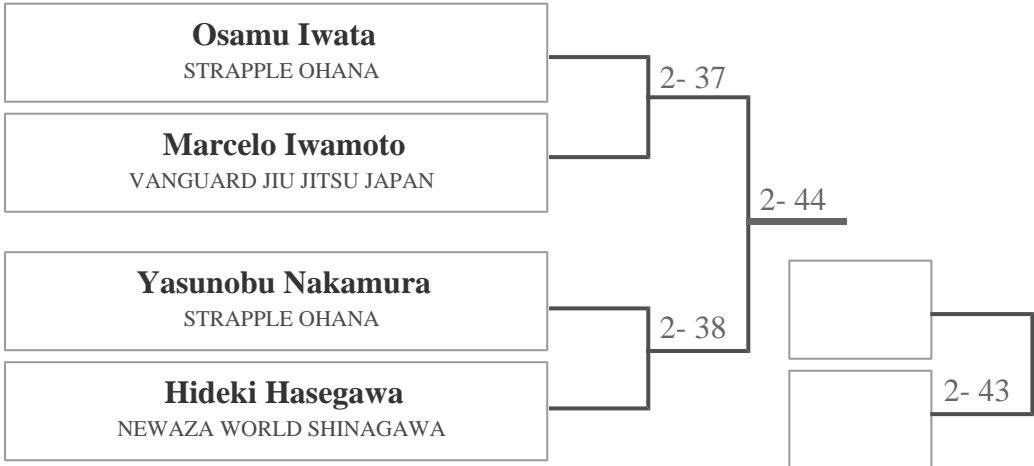 Osamu Iwata
STRAPPLE OHANA
2- 37
Marcelo Iwamoto
VANGUARD JIU JITSU JAPAN
2- 44
Yasunobu Nakamura
STRAPPLE OHANA
2- 38
Hideki Hasegawa
NEWAZA WORLD SHINAGAWA
2- 43